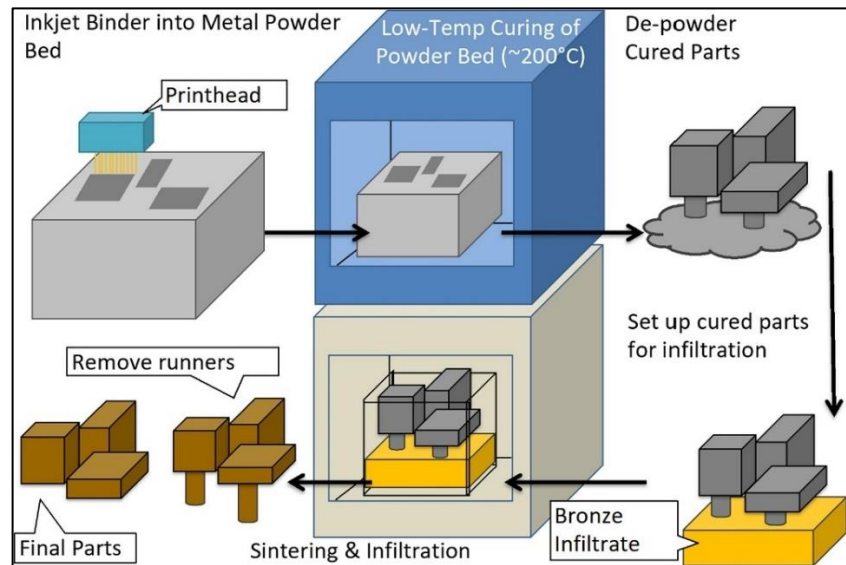 Inkjet Binder into Metal Powder
Bed
Low-Temp Curing of
Powder Bed (~200°C)
De-powder
Cured Parts
Printhead
Set up cured parts
for infiltration
Remove runners
Bronze
Infiltrate
Final Parts
Sintering & Infiltration